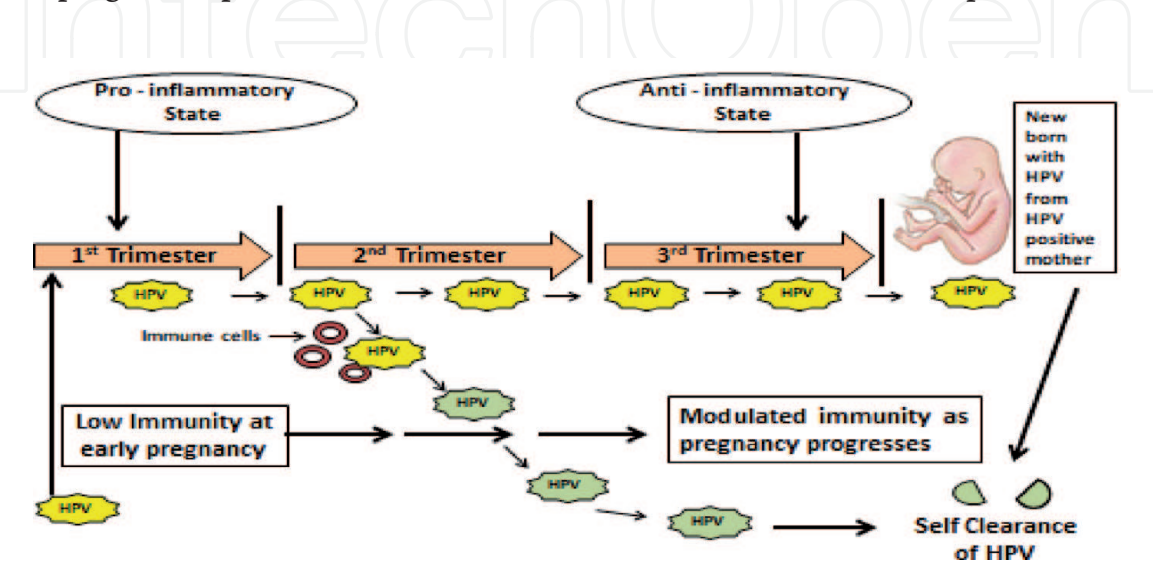 IntechOpen
Pro - inflammatory
State
Anti - inflammatory
State
New
born
with
HPV
from
HPV
positive
mother
1st Trimester
2nd Trimester
3rd Trimester
HPV
HPV
HPV
HPV
HPV
HPV
Immune cells
HPV
HPV
Low Immunity at
early pregnancy
Modulated immunity as
pregnancy progresses
HPV
HPV
HPV
Self Clearance
of HPV